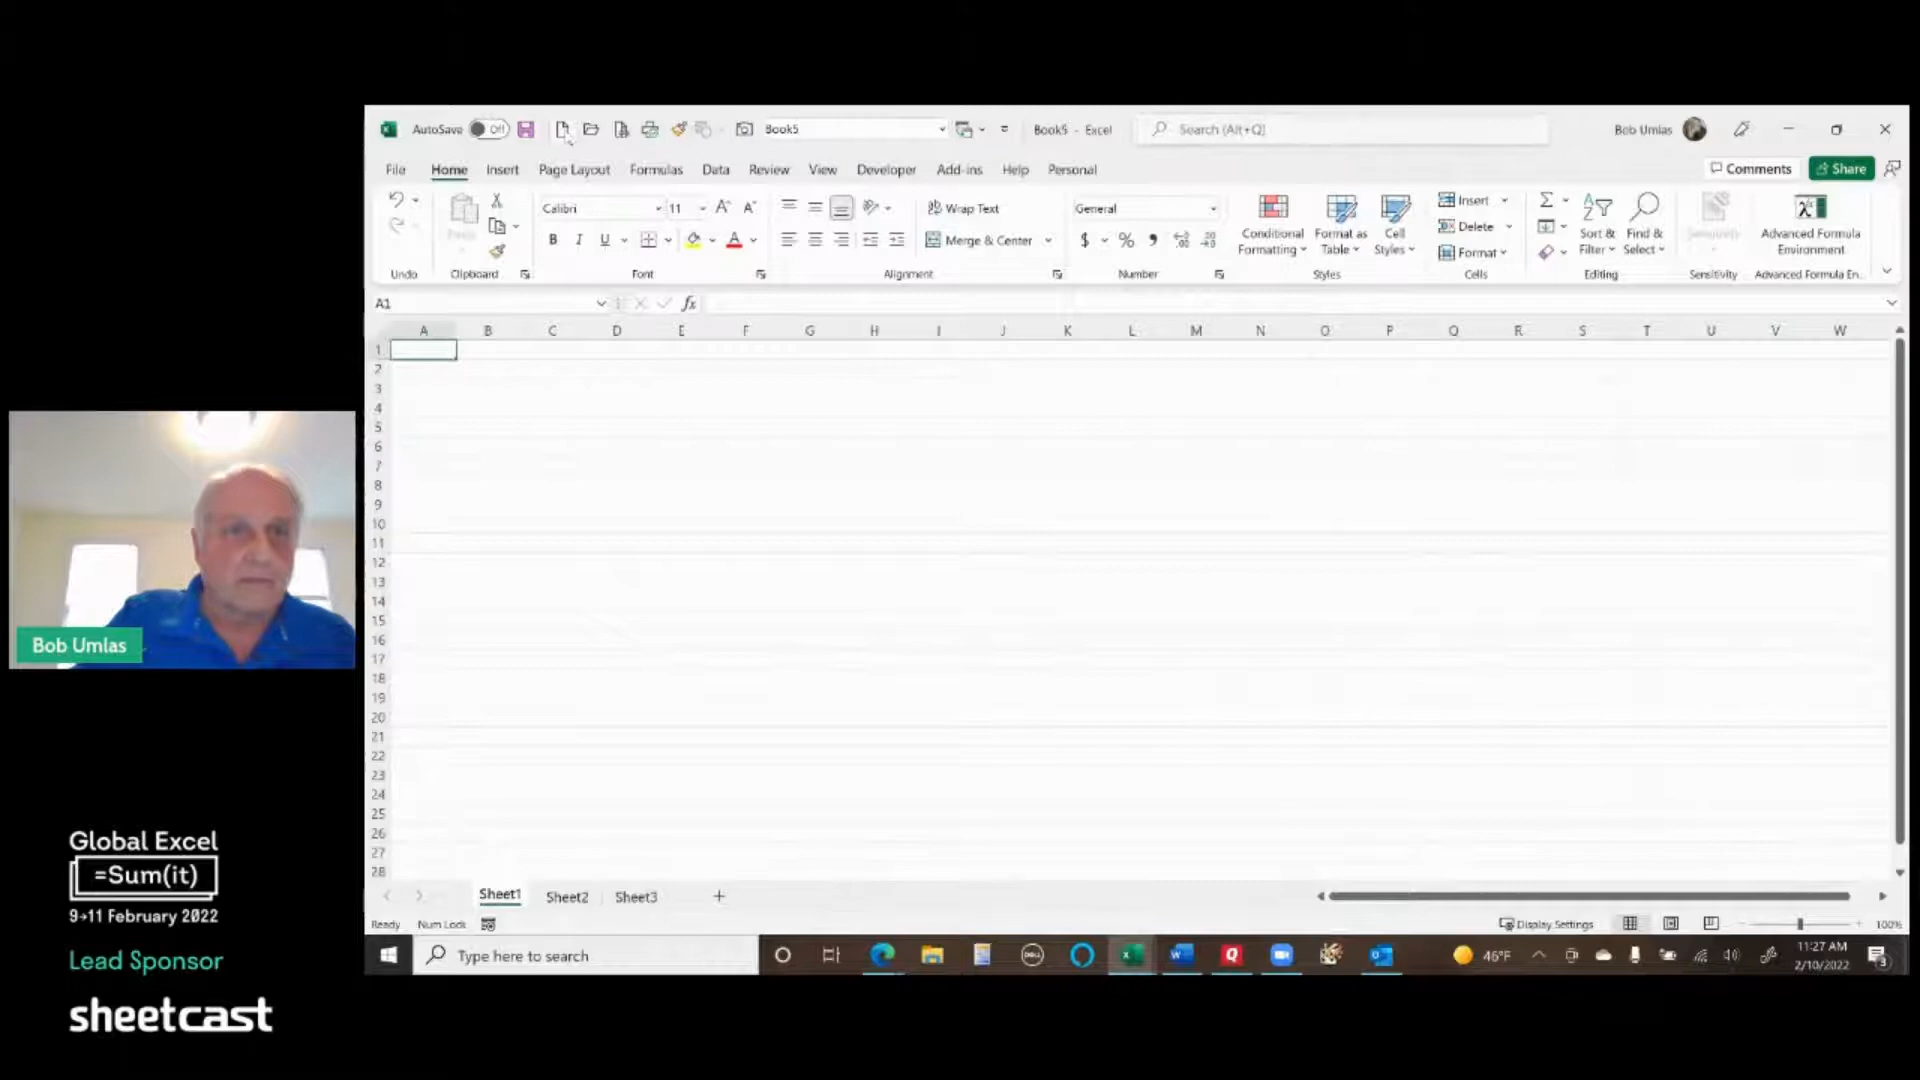 AutoSave Off Book5 Book5 - Excel Search (Alt+Q) Bob Umlas
File Home Insert Page Layout Formulas Data Review View Developer Add-ins Help Personal Comments Share
Calibri 11 Wrap Text General Conditional Formatting Format as Table Cell Styles Insert Sort & Filter Find & Select Sensitivity Advanced Formula Environment
B I U Merge & Center $ % Delete
Format
Undo Clipboard Font Alignment Number Styles Cells Editing Sensitivity Advanced Formula En...
A1 fx
A B C D E F G H I J K L M N O P Q R S T U V W
1
2
3
4
5
6
7
8
9
10
11
12
13
14
15
16
17
18
19
20
21
22
23
24
25
26
27
28
Sheet1 Sheet2 Sheet3 +
Ready Num Lock Display Settings 100%
Type here to search 46°F 11:27 AM
2/10/2022
Bob Umlas
Global Excel
=Sum(it)
9→11 February 2022
Lead Sponsor
sheetcast